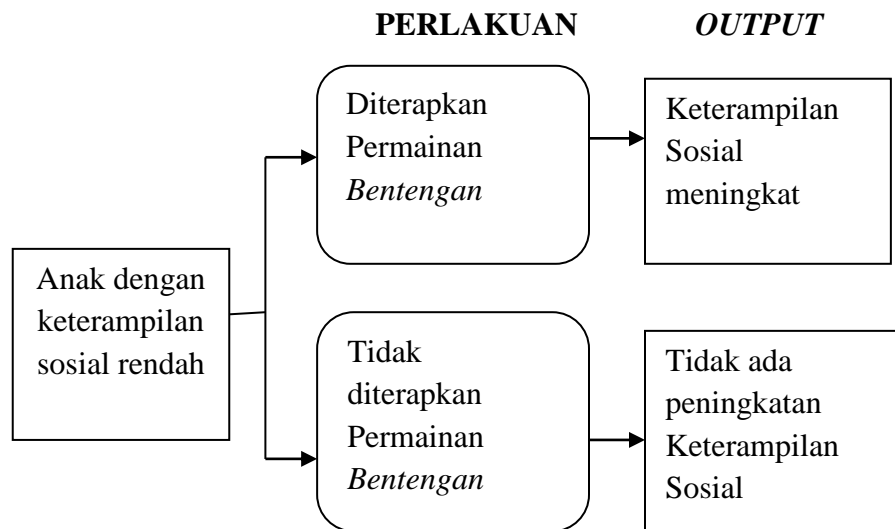 PERLAKUAN OUTPUT
Diterapkan
Permainan
Bentengan
Keterampilan
Sosial
meningkat
Anak dengan
keterampilan
sosial rendah
Tidak
diterapkan
Permainan
Bentengan
Tidak ada
peningkatan
Keterampilan
Sosial